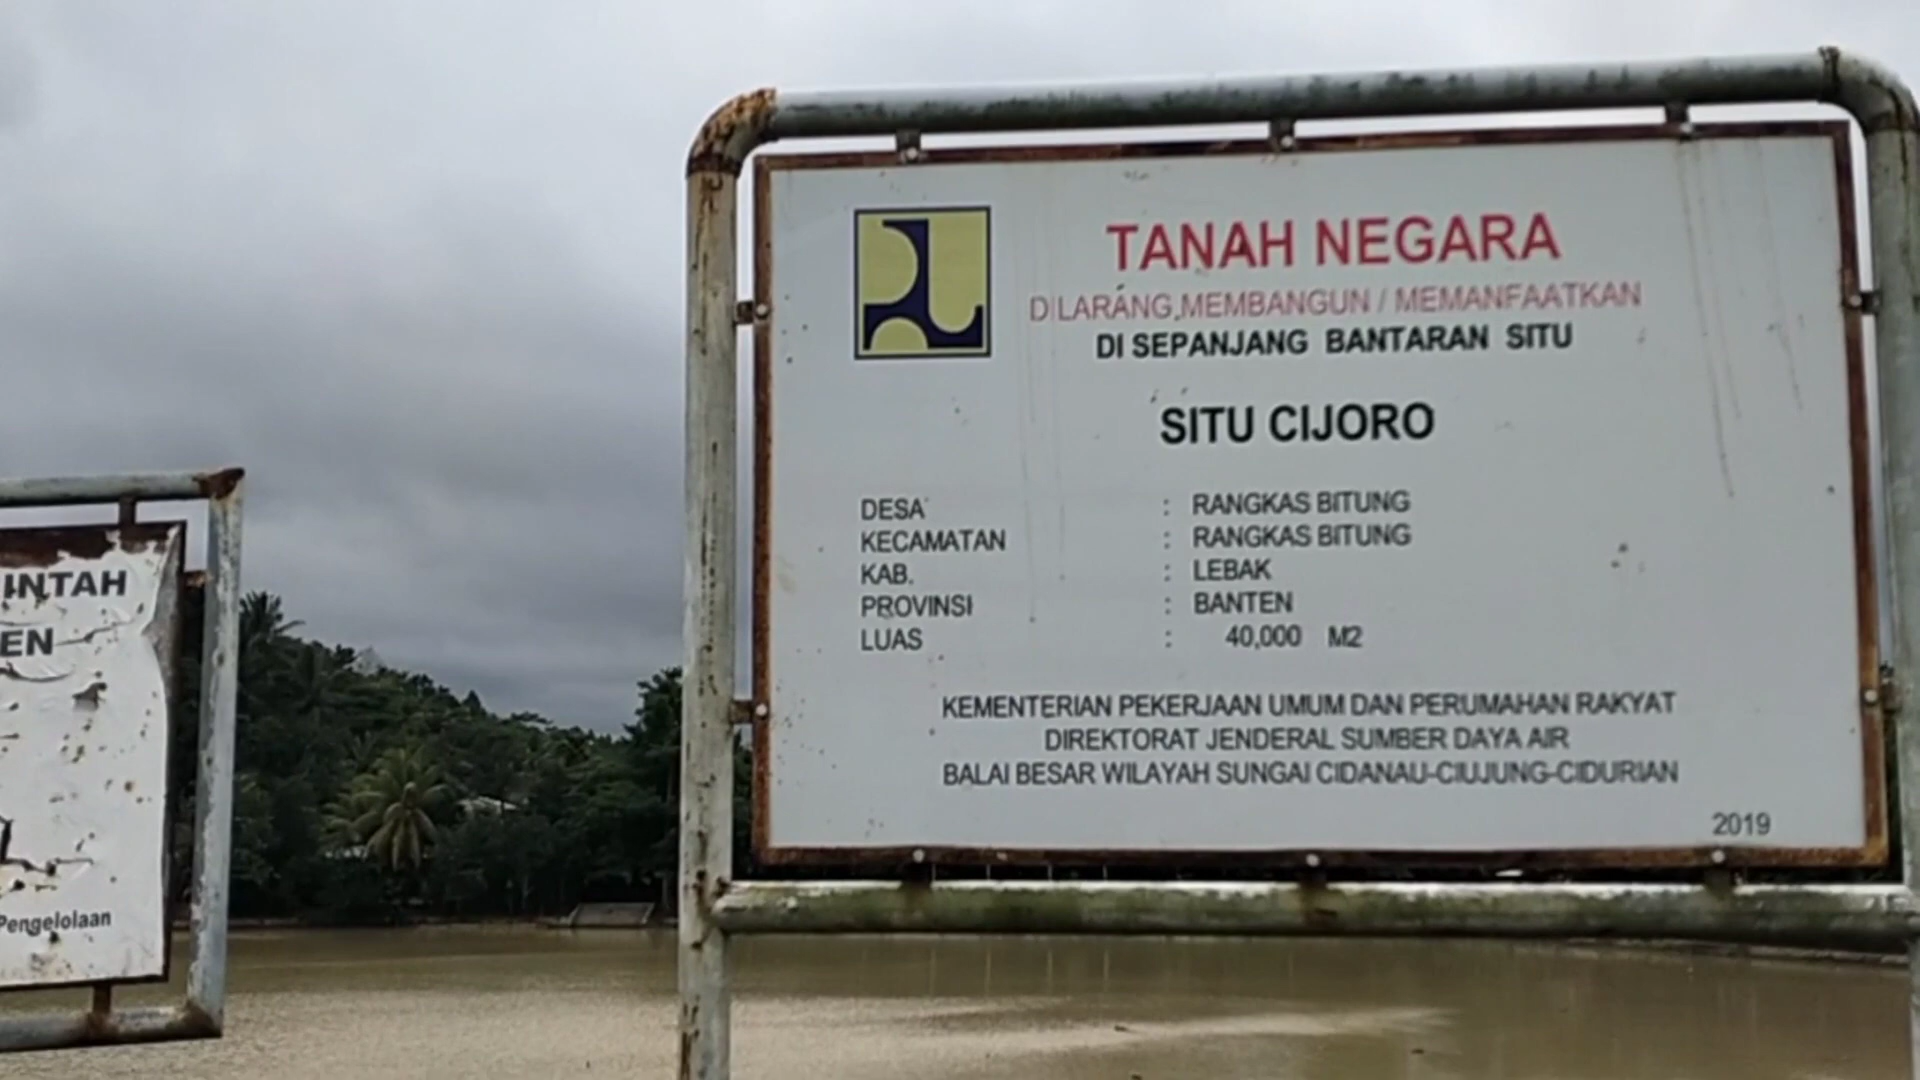 INTAH
EN
Pengelolaan
TANAH NEGARA
DILARANG MEMBANGUN / MEMANFAATKAN
DI SEPANJANG BANTARAN SITU
SITU CIJORO
DESA : RANGKAS BITUNG
KECAMATAN : RANGKAS BITUNG
KAB. : LEBAK
PROVINSI : BANTEN
LUAS : 40,000 M2
KEMENTERIAN PEKERJAAN UMUM DAN PERUMAHAN RAKYAT
DIREKTORAT JENDERAL SUMBER DAYA AIR
BALAI BESAR WILAYAH SUNGAI CIDANAU-CIUJUNG-CIDURIAN
2019